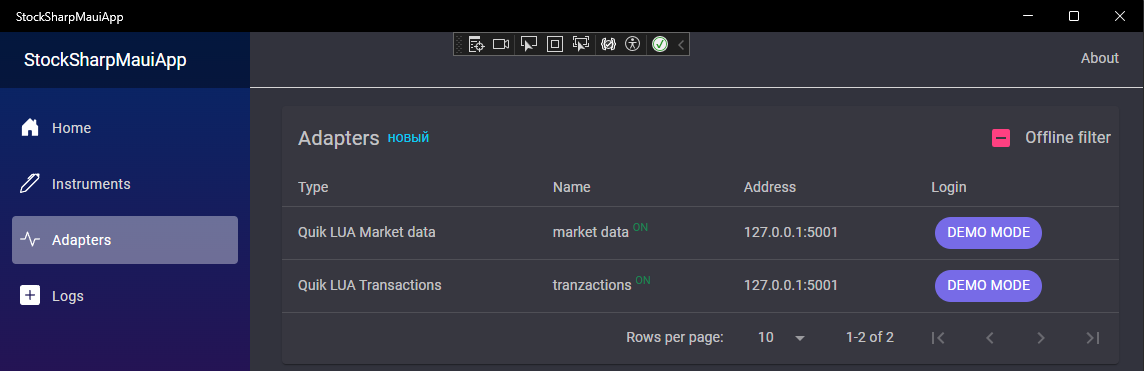 StockSharpMauiApp
StockSharpMauiApp
About
Home
Instruments
Adapters
Logs
Adapters новый
Offline filter
Type Name Address Login
Quik LUA Market data market data ON 127.0.0.1:5001 DEMO MODE
Quik LUA Transactions tranzactions ON 127.0.0.1:5001 DEMO MODE
Rows per page: 10 1-2 of 2